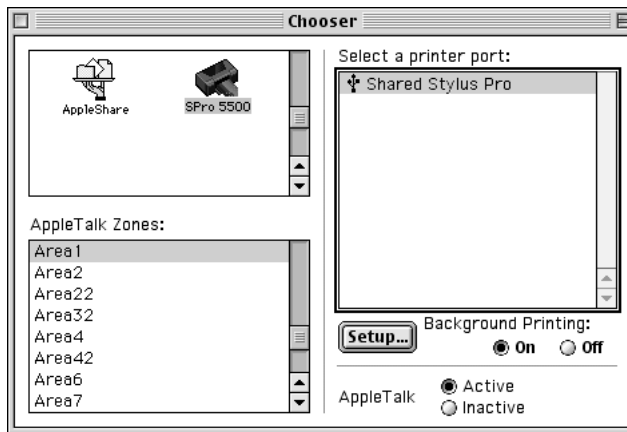 Chooser
AppleShare
SPro 5500
AppleTalk Zones:
Area1
Area2
Area22
Area32
Area4
Area42
Area6
Area7
Select a printer port:
Shared Stylus Pro
Setup...
Background Printing:
On Off
AppleTalk
Active
Inactive